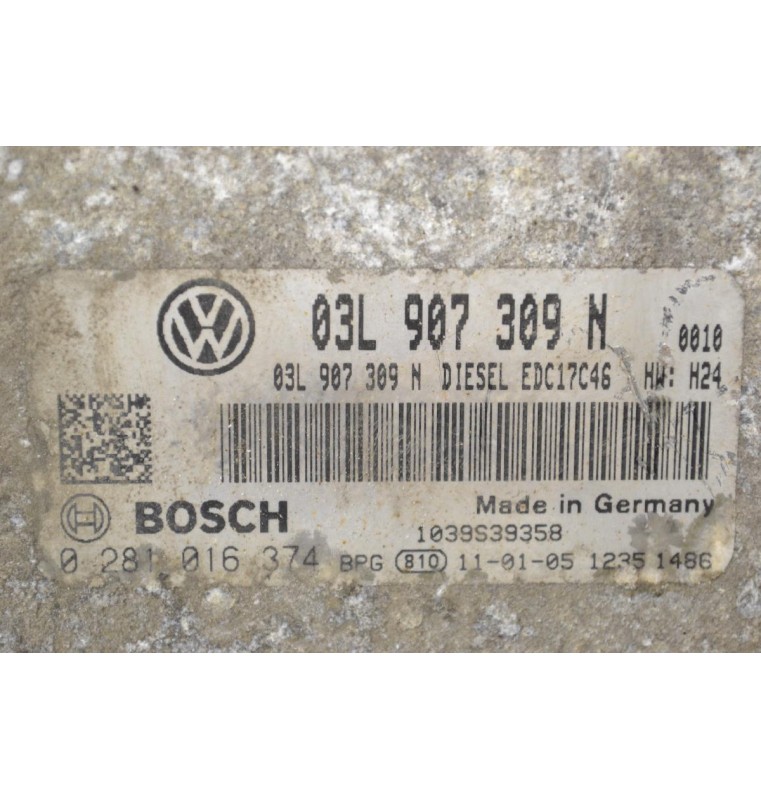 03L 907 309 N 0010
03L 907 309 N DIESEL EDC17C46 HW: H24
BOSCH Made in Germany
1039S39358
0 281 016 374 BPG 810 11-01-05 1235 1486